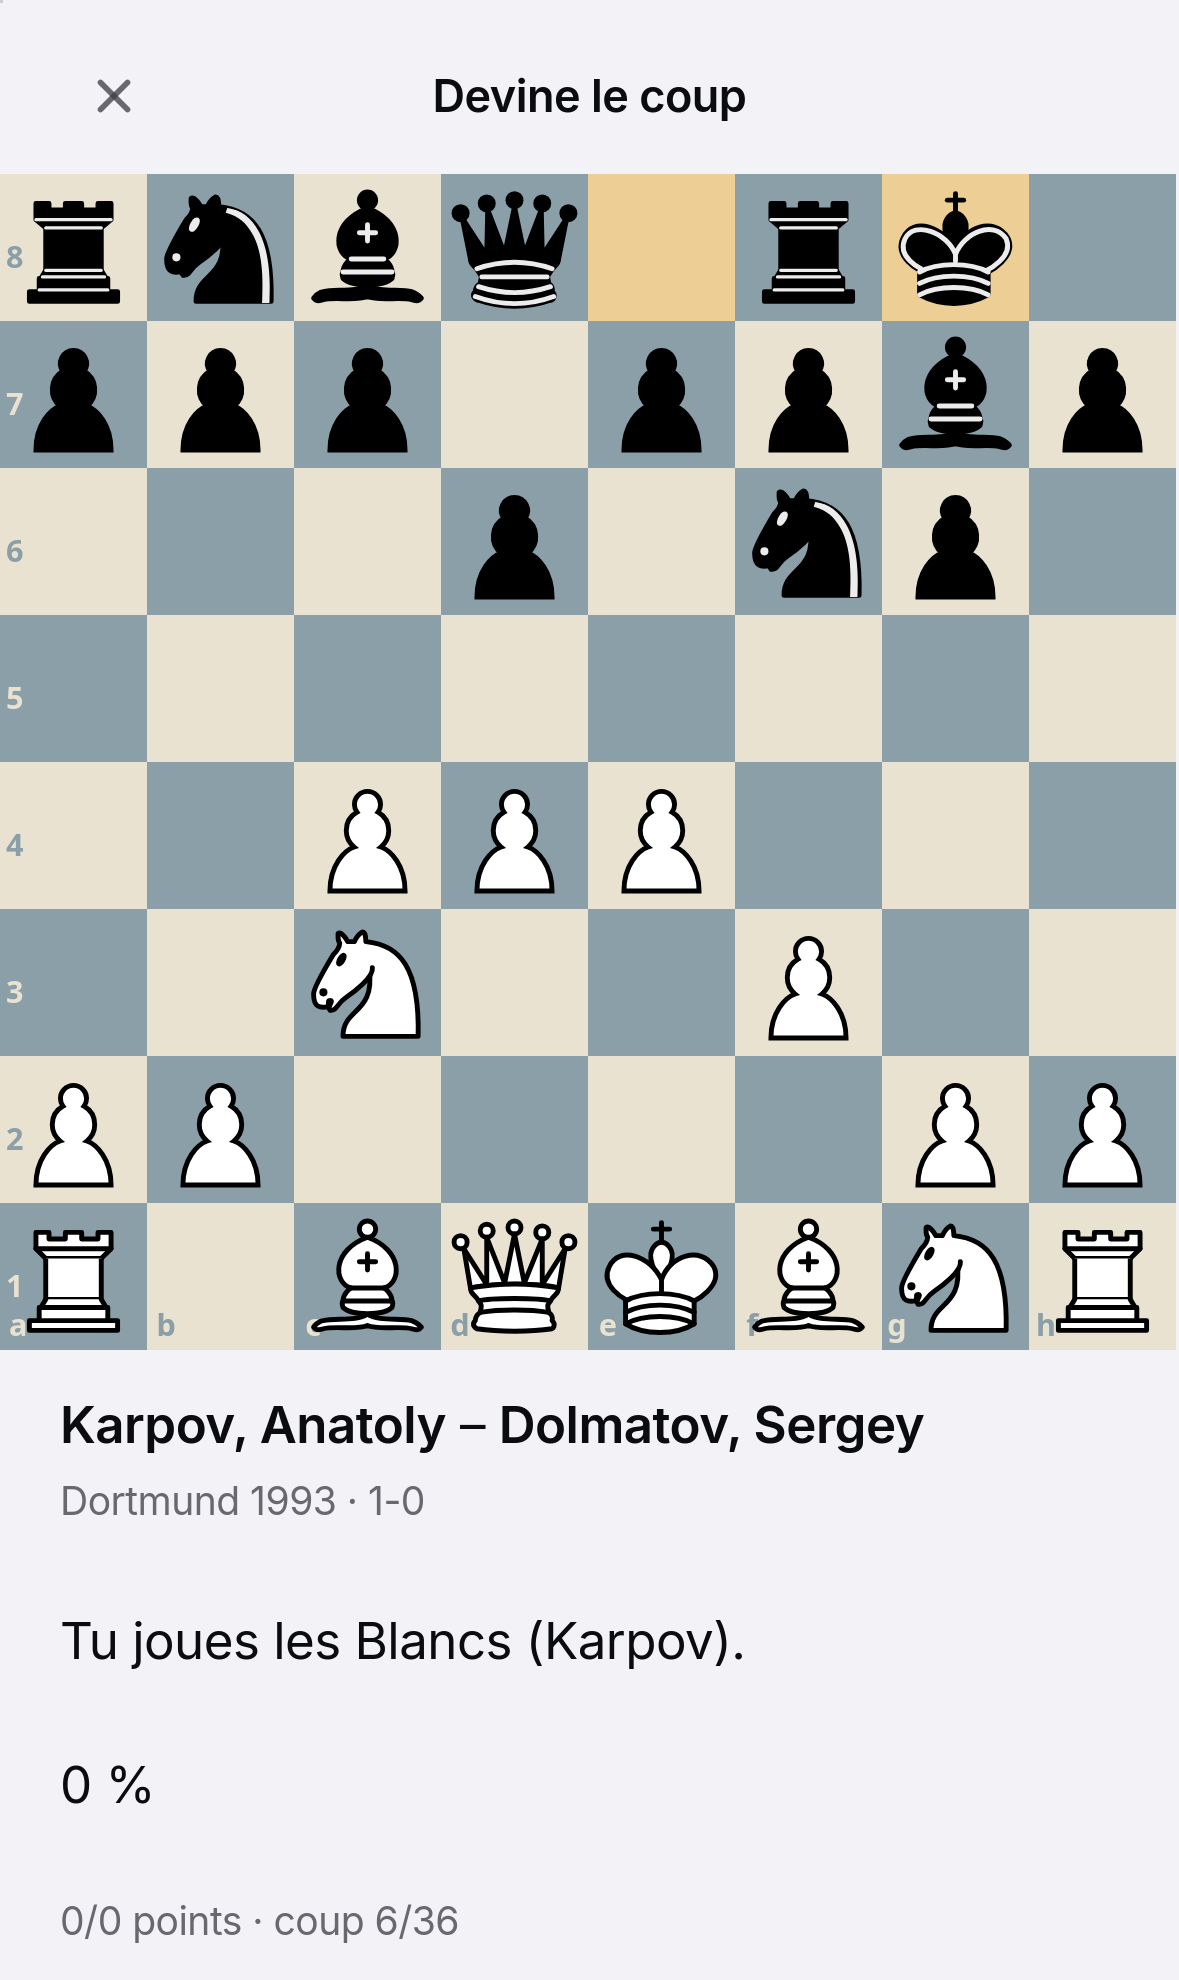 Devine le coup
8
7
6
5
4
3
2
1
a b c d e f g h
Karpov, Anatoly – Dolmatov, Sergey
Dortmund 1993 · 1-0
Tu joues les Blancs (Karpov).
0 %
0/0 points · coup 6/36